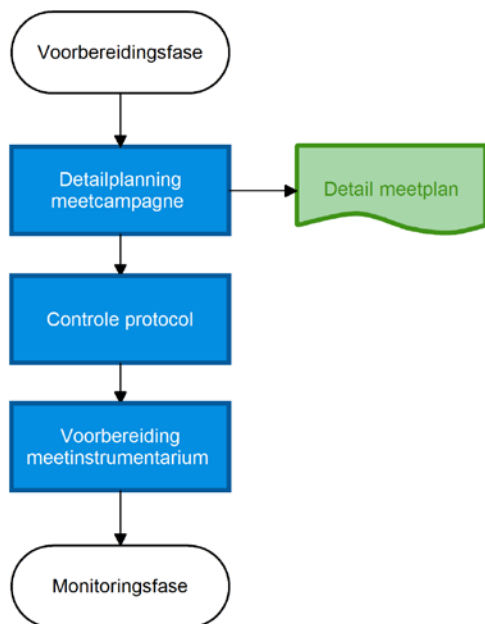 Voorbereidingsfase
Detailplanning
meetcampagne
Detail meetplan
Controle protocol
Voorbereiding
meetinstrumentarium
Monitoringsfase